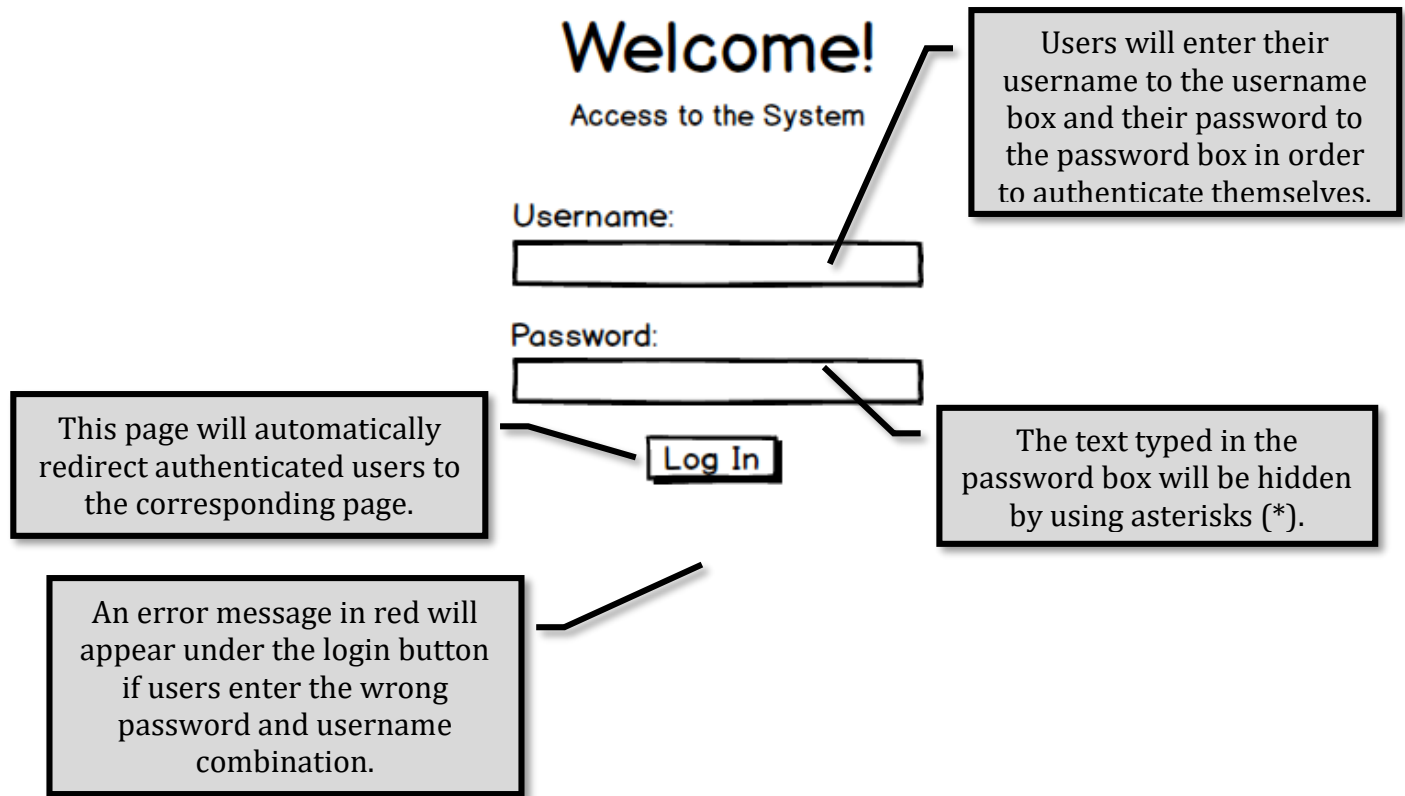 Welcome!
Access to the System
Users will enter their
username to the username
box and their password to
the password box in order
to authenticate themselves.
Username:
Password:
This page will automatically
redirect authenticated users to
the corresponding page.
Log In
The text typed in the
password box will be hidden
by using asterisks (*).
An error message in red will
appear under the login button
if users enter the wrong
password and username
combination.